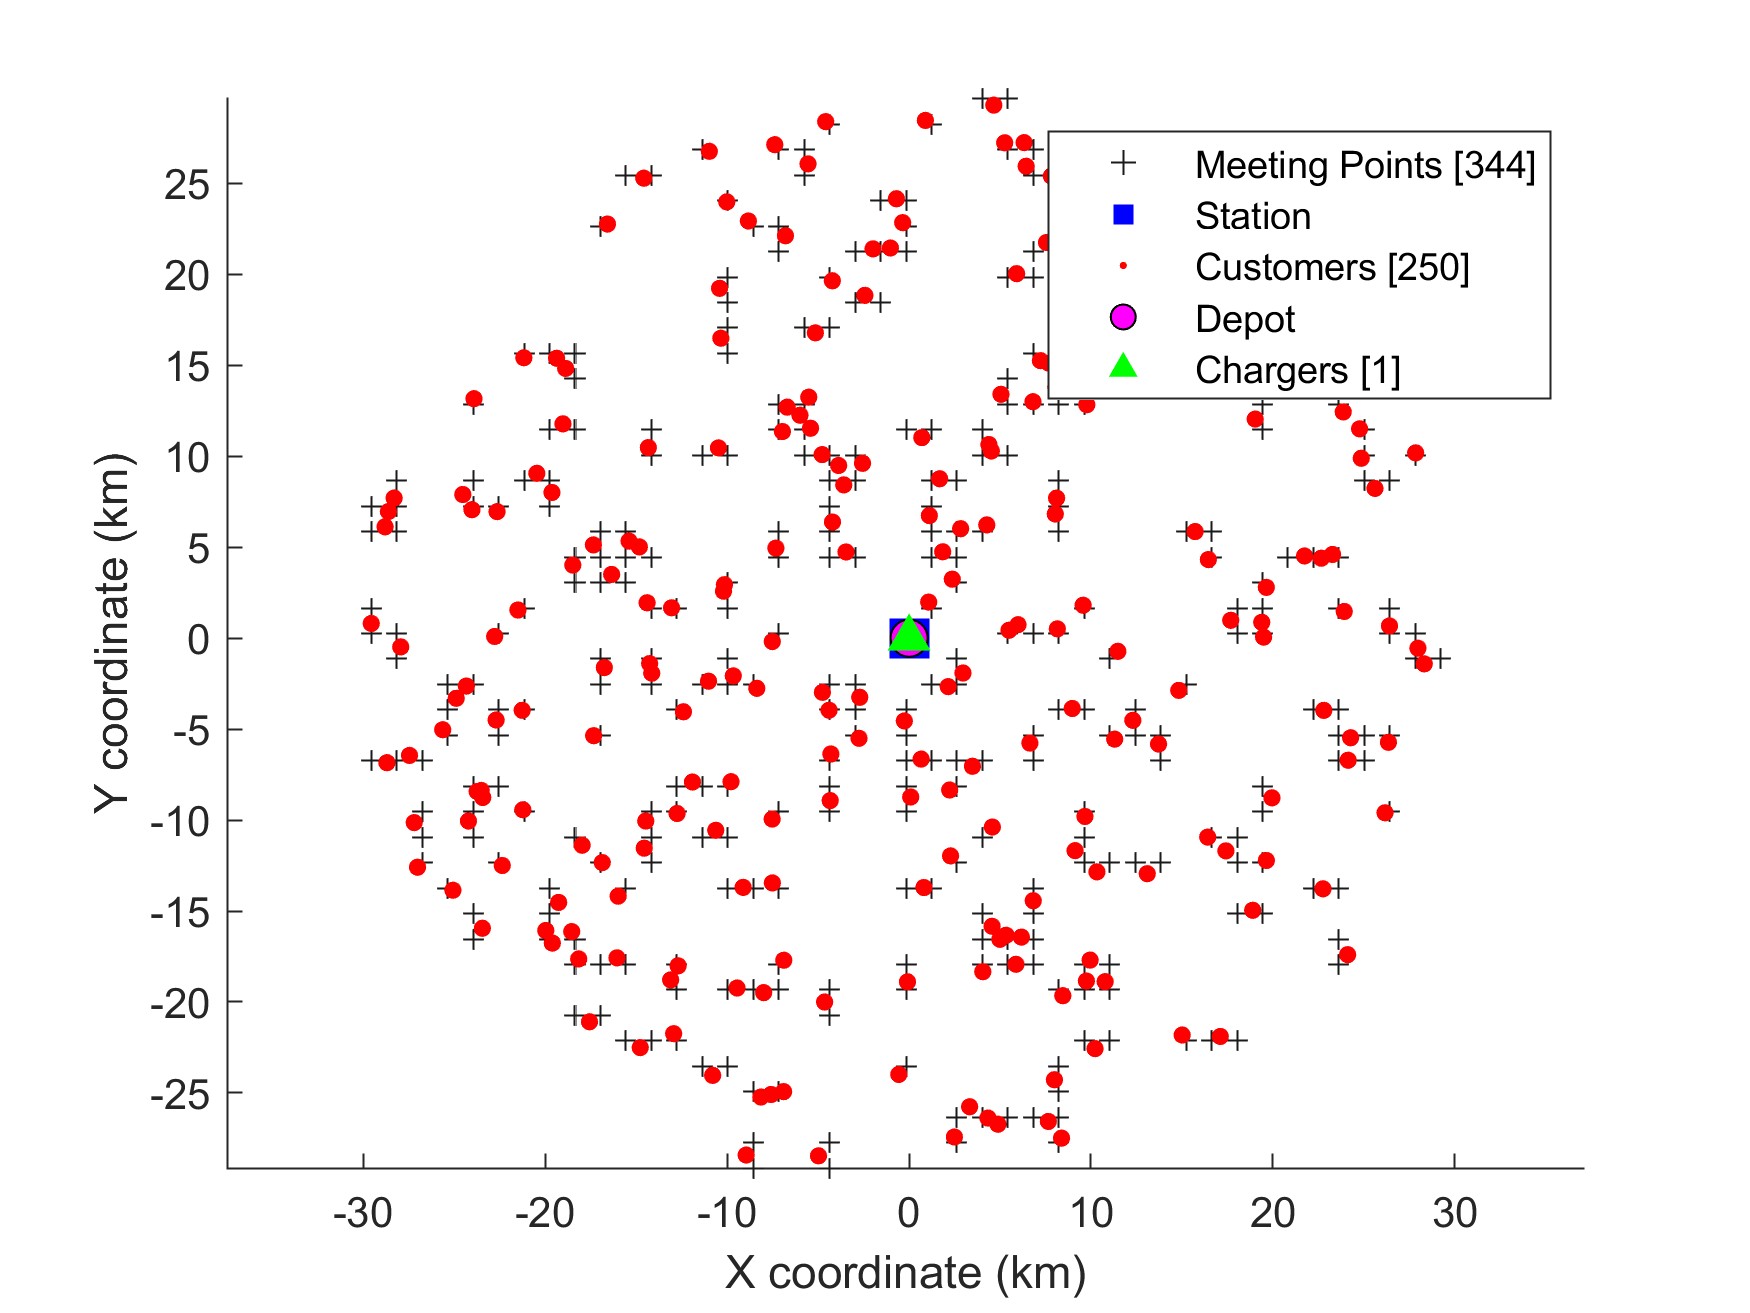 Meeting Points [344]
Station
Customers [250]
Depot
Chargers [1]
25
20
15
10
5
0
-5
-10
-15
-20
-25
Y coordinate (km)
-30 -20 -10 0 10 20 30
X coordinate (km)